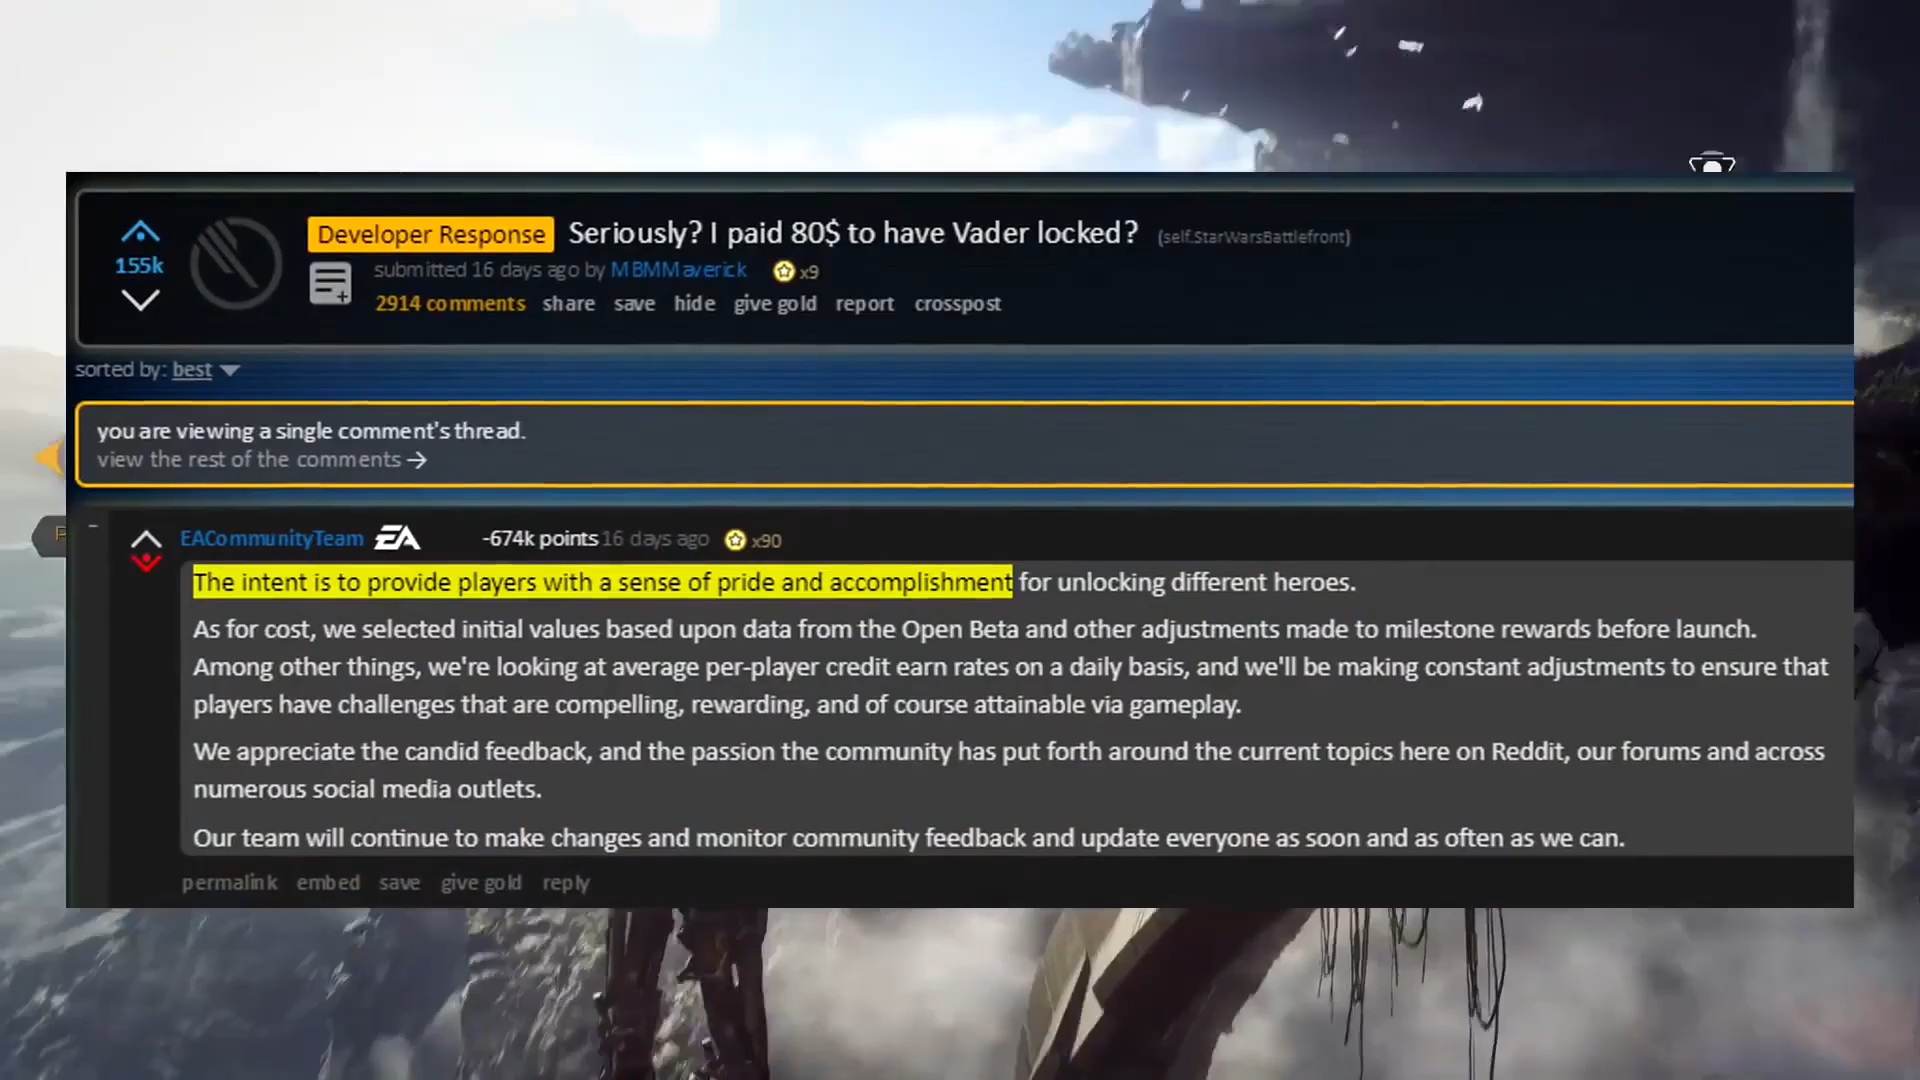 Developer Response Seriously? I paid 80$ to have Vader locked? (self.StarWarsBattlefront)
155k
submitted 16 days ago by MBMMaverick x9
2914 comments share save hide give gold report crosspost
sorted by: best
you are viewing a single comment's thread.
view the rest of the comments →
EACommunityTeam EA -674k points 16 days ago x90
The intent is to provide players with a sense of pride and accomplishment for unlocking different heroes.
As for cost, we selected initial values based upon data from the Open Beta and other adjustments made to milestone rewards before launch.
Among other things, we're looking at average per-player credit earn rates on a daily basis, and we'll be making constant adjustments to ensure that
players have challenges that are compelling, rewarding, and of course attainable via gameplay.
We appreciate the candid feedback, and the passion the community has put forth around the current topics here on Reddit, our forums and across
numerous social media outlets.
Our team will continue to make changes and monitor community feedback and update everyone as soon and as often as we can.
permalink embed save give gold reply